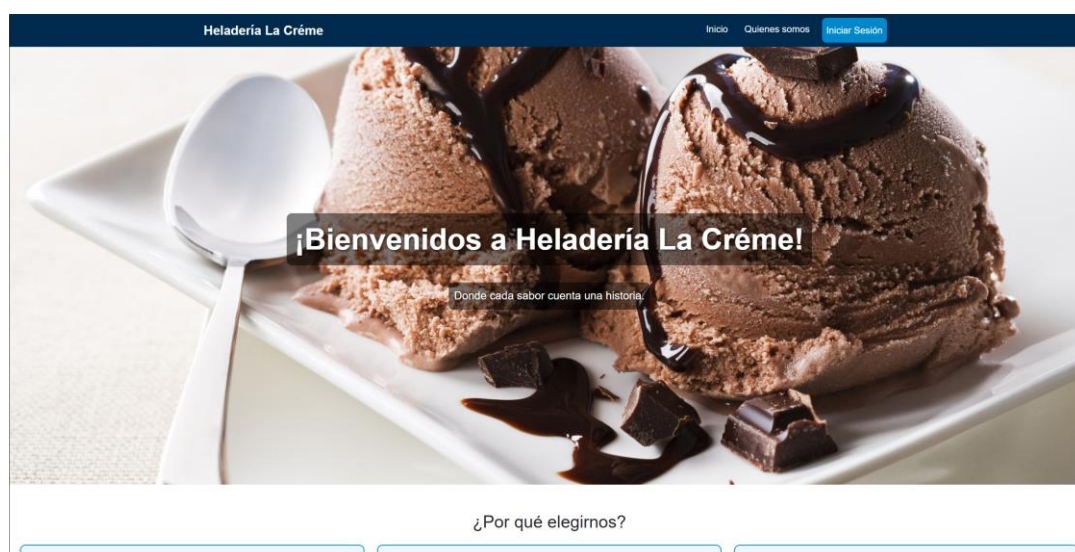 Heladería La Créme
Inicio Quienes somos Iniciar Sesión
¡Bienvenidos a Heladería La Créme!
Donde cada sabor cuenta una historia.
¿Por qué elegirnos?